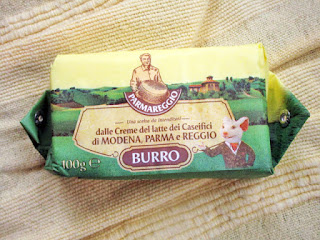 PARMAREGGIO
dalle Creme del latte dei Caseifici
di MODENA, PARMA e REGGIO
BURRO
100g ℮